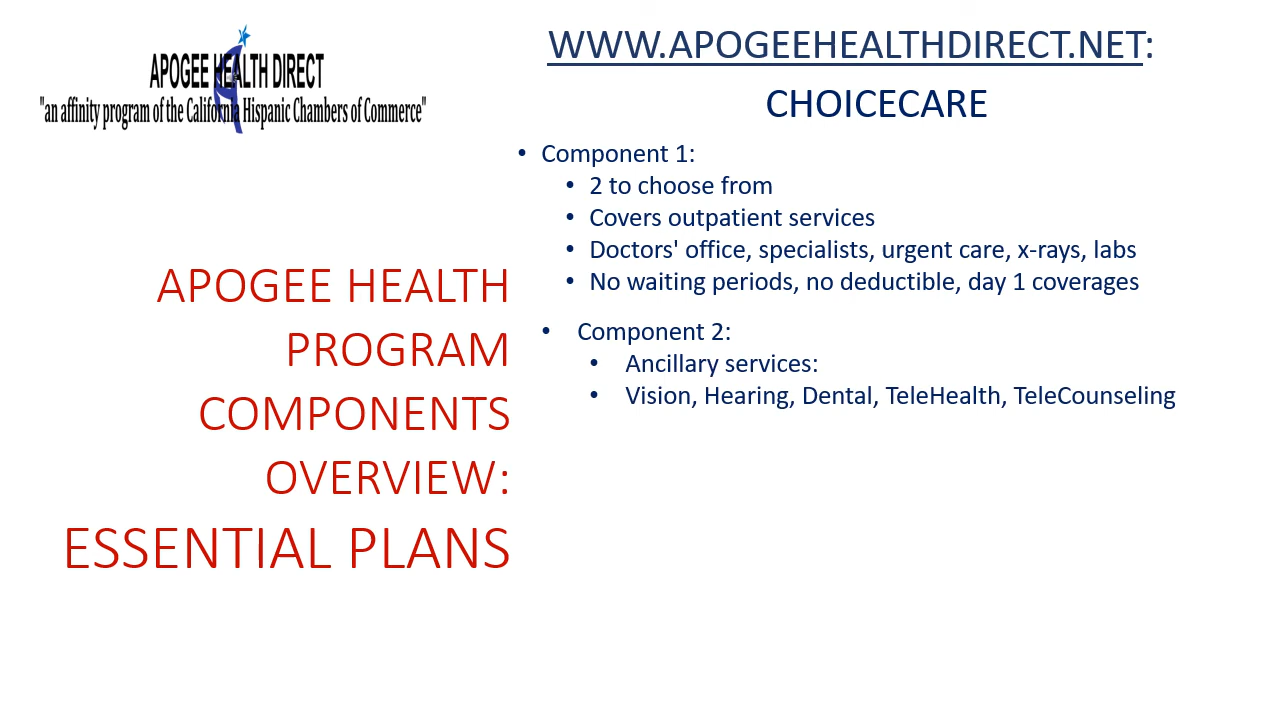 APOGEE HEALTH DIRECT
"an affinity program of the California Hispanic Chambers of Commerce"
APOGEE HEALTH
PROGRAM
COMPONENTS
OVERVIEW:
ESSENTIAL PLANS
WWW.APOGEEHEALTHDIRECT.NET:
CHOICECARE
• Component 1:
• 2 to choose from
• Covers outpatient services
• Doctors' office, specialists, urgent care, x-rays, labs
• No waiting periods, no deductible, day 1 coverages
• Component 2:
• Ancillary services:
• Vision, Hearing, Dental, TeleHealth, TeleCounseling